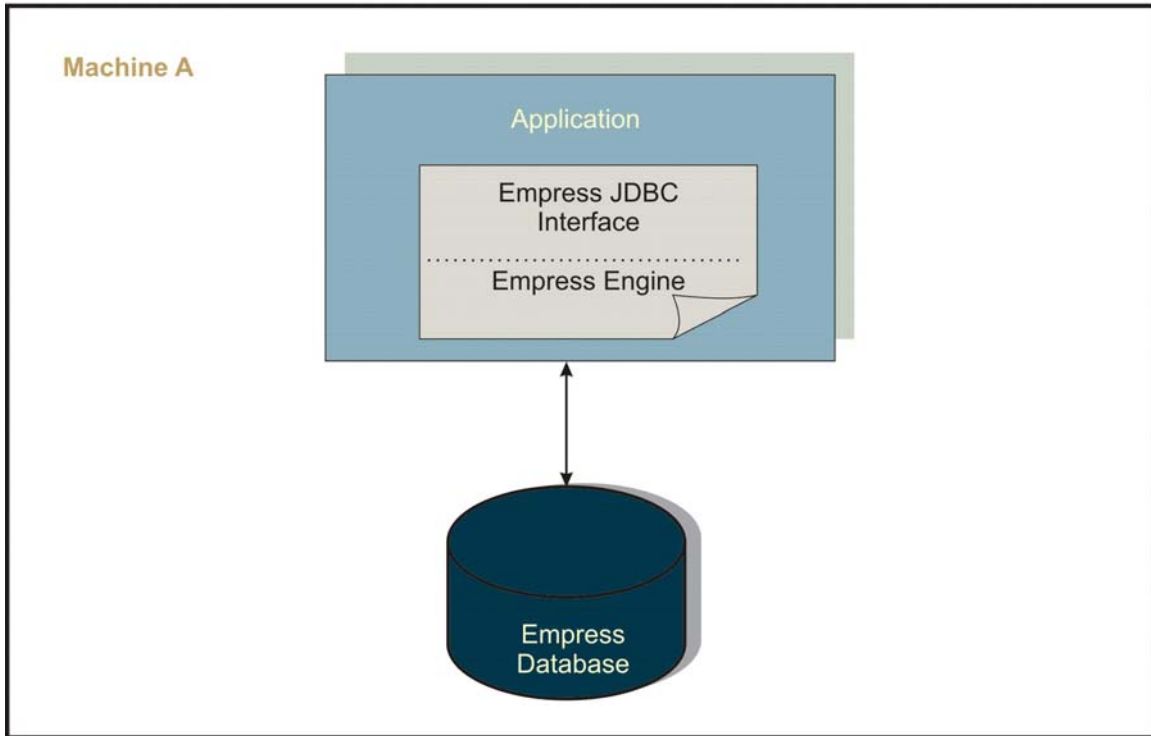 Machine A
Application
Empress JDBC
Interface
Empress Engine
Empress
Database